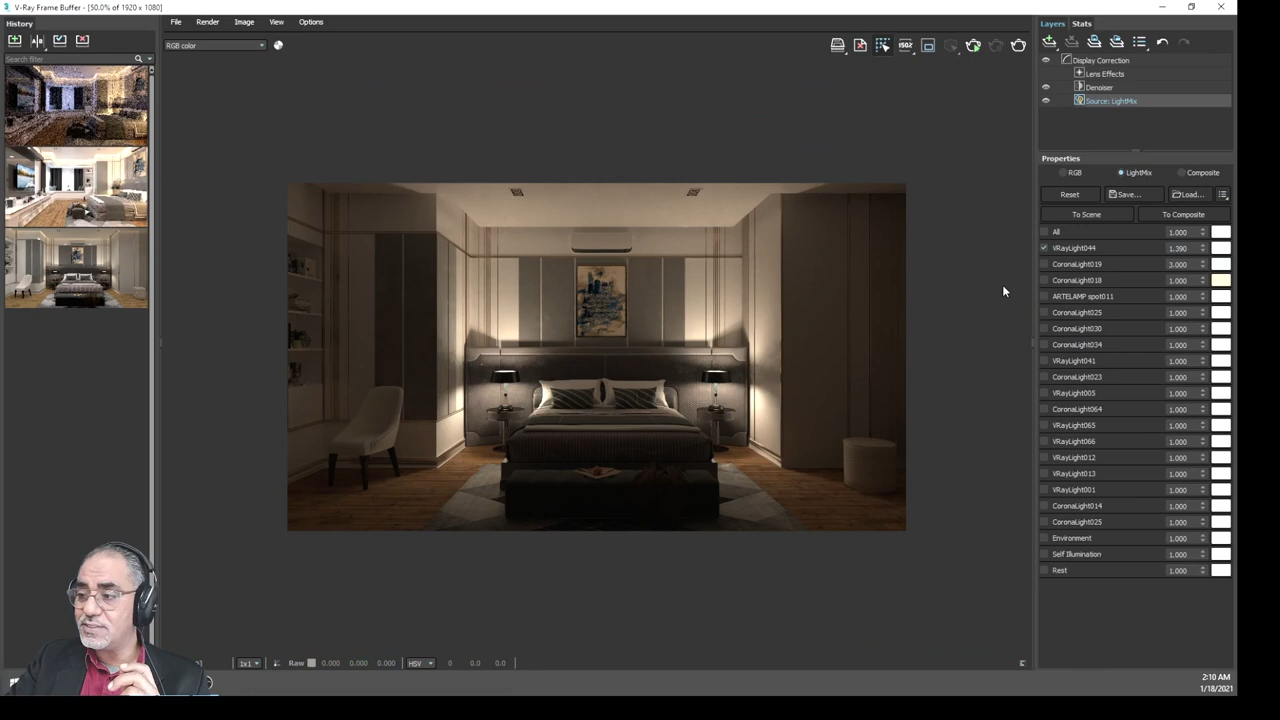 V-Ray Frame Buffer - [50.0% of 1920 x 1080]
History
File Render Image View Options
Layers Stats
RGB color
Search filter
Display Correction
Lens Effects
Denoiser
Source: LightMix
Properties
RGB LightMix Composite
Reset Save... Load...
To Scene To Composite
All 1.000
VRayLight044 1.390
CoronaLight019 3.000
CoronaLight018 1.000
ARTELAMP spot011 1.000
CoronaLight025 1.000
CoronaLight030 1.000
CoronaLight034 1.000
VRayLight041 1.000
CoronaLight023 1.000
VRayLight005 1.000
CoronaLight064 1.000
VRayLight065 1.000
VRayLight066 1.000
VRayLight012 1.000
VRayLight013 1.000
VRayLight001 1.000
CoronaLight014 1.000
CoronaLight025 1.000
Environment 1.000
Self Illumination 1.000
Rest 1.000
1x1 Raw 0.000 0.000 0.000 HSV 0 0.0 0.0
2:10 AM
1/18/2021